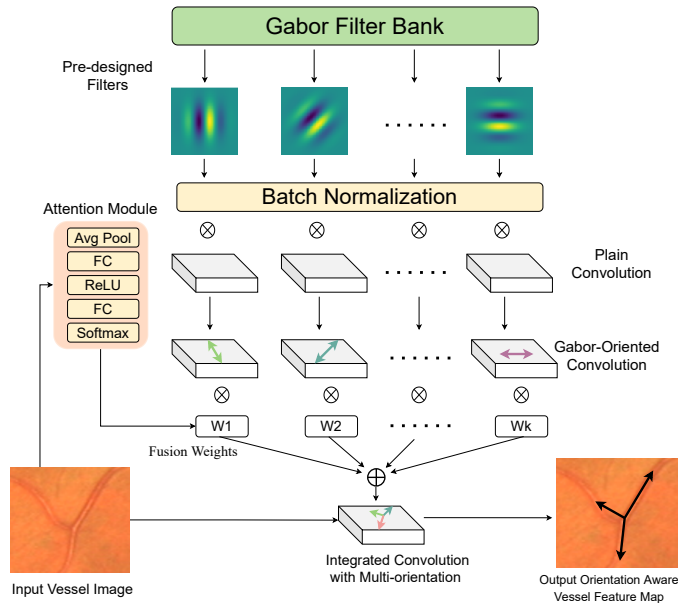 Gabor Filter Bank
Pre-designed
Filters
Batch Normalization
Attention Module
Avg Pool
FC
ReLU
FC
Softmax
Plain
Convolution
Gabor-Oriented
Convolution
W1
W2
Wk
Fusion Weights
Integrated Convolution
with Multi-orientation
Input Vessel Image
Output Orientation Aware
Vessel Feature Map